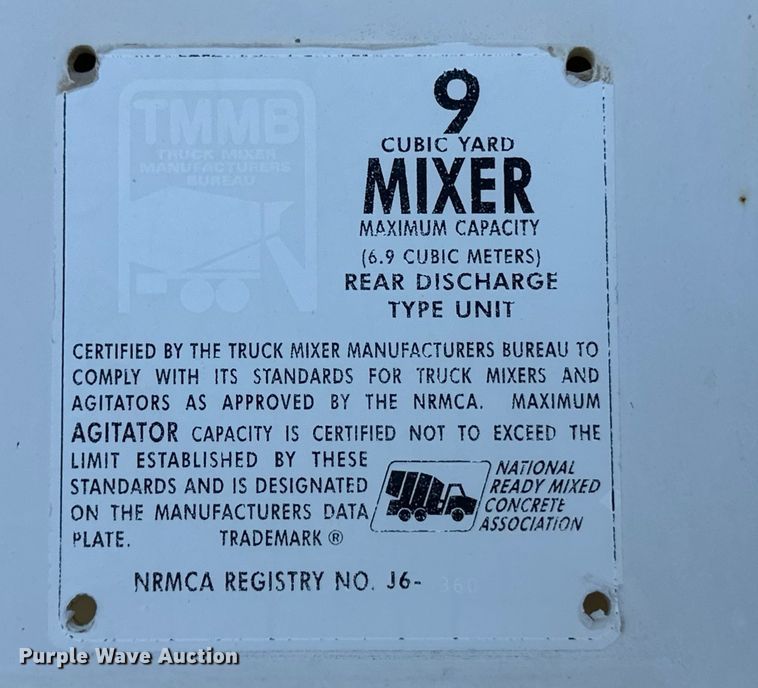 TMMB
TRUCK MIXER
MANUFACTURERS
BUREAU
9
CUBIC YARD
MIXER
MAXIMUM CAPACITY
(6.9 CUBIC METERS)
REAR DISCHARGE
TYPE UNIT
CERTIFIED BY THE TRUCK MIXER MANUFACTURERS BUREAU TO
COMPLY WITH ITS STANDARDS FOR TRUCK MIXERS AND
AGITATORS AS APPROVED BY THE NRMCA. MAXIMUM
AGITATOR CAPACITY IS CERTIFIED NOT TO EXCEED THE
LIMIT ESTABLISHED BY THESE
STANDARDS AND IS DESIGNATED
ON THE MANUFACTURERS DATA
PLATE. TRADEMARK ®
NATIONAL
READY MIXED
CONCRETE
ASSOCIATION
NRMCA REGISTRY NO. J6- 360
Purple Wave Auction